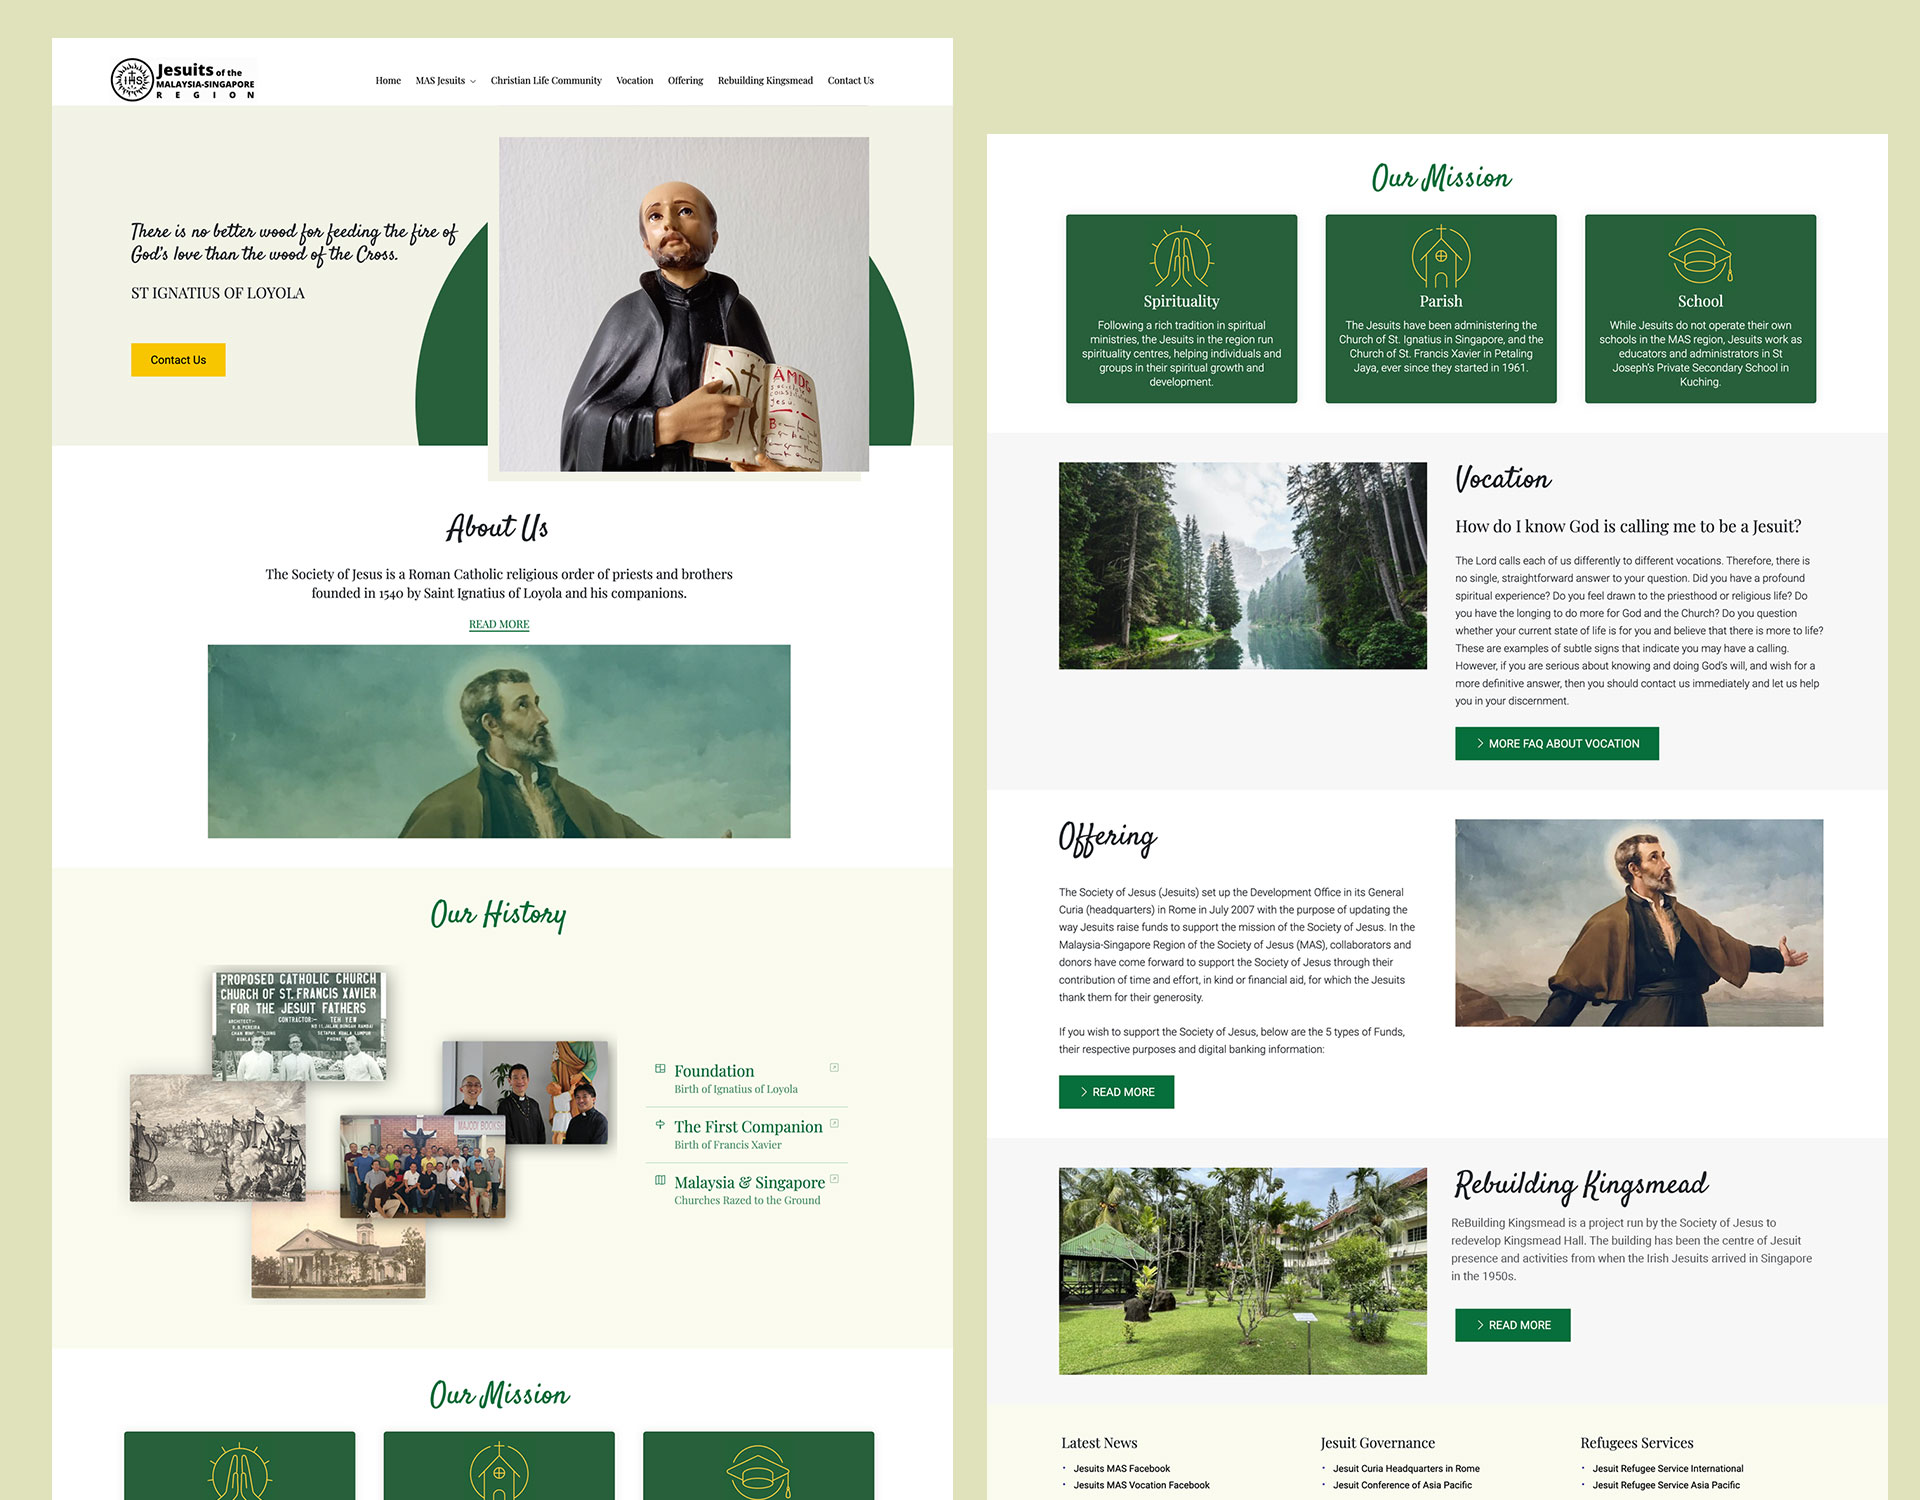 Jesuits of the
MALAYSIA-SINGAPORE
REGION
Home MAS Jesuits Christian Life Community Vocation Offering Rebuilding Kingsmead Contact Us
There is no better wood for feeding the fire of
God's love than the wood of the Cross.
ST IGNATIUS OF LOYOLA
Contact Us
AMDG
About Us
The Society of Jesus is a Roman Catholic religious order of priests and brothers
founded in 1540 by Saint Ignatius of Loyola and his companions.
READ MORE
Our History
PROPOSED CATHOLIC CHURCH
CHURCH OF ST. FRANCIS XAVIER
FOR THE JESUIT FATHERS
ARCHITECT:- CONTRACTOR:- TEH YEW
MAJODI BOOKS
Foundation
Birth of Ignatius of Loyola
The First Companion
Birth of Francis Xavier
Malaysia & Singapore
Churches Razed to the Ground
Our Mission
Our Mission
Spirituality
Following a rich tradition in spiritual
ministries, the Jesuits in the region run
spirituality centres, helping individuals and
groups in their spiritual growth and
development.
Parish
The Jesuits have been administering the
Church of St. Ignatius in Singapore, and the
Church of St. Francis Xavier in Petaling
Jaya, ever since they started in 1961.
School
While Jesuits do not operate their own
schools in the MAS region, Jesuits work as
educators and administrators in St
Joseph's Private Secondary School in
Kuching.
Vocation
How do I know God is calling me to be a Jesuit?
The Lord calls each of us differently to different vocations. Therefore, there is
no single, straightforward answer to your question. Did you have a profound
spiritual experience? Do you feel drawn to the priesthood or religious life? Do
you have the longing to do more for God and the Church? Do you question
whether your current state of life is for you and believe that there is more to life?
These are examples of subtle signs that indicate you may have a calling.
However, if you are serious about knowing and doing God's will, and wish for a
more definitive answer, then you should contact us immediately and let us help
you in your discernment.
MORE FAQ ABOUT VOCATION
Offering
The Society of Jesus (Jesuits) set up the Development Office in its General
Curia (headquarters) in Rome in July 2007 with the purpose of updating the
way Jesuits raise funds to support the mission of the Society of Jesus. In the
Malaysia-Singapore Region of the Society of Jesus (MAS), collaborators and
donors have come forward to support the Society of Jesus through their
contribution of time and effort, in kind or financial aid, for which the Jesuits
thank them for their generosity.
If you wish to support the Society of Jesus, below are the 5 types of Funds,
their respective purposes and digital banking information:
READ MORE
Rebuilding Kingsmead
ReBuilding Kingsmead is a project run by the Society of Jesus to
redevelop Kingsmead Hall. The building has been the centre of Jesuit
presence and activities from when the Irish Jesuits arrived in Singapore
in the 1950s.
READ MORE
Latest News
Jesuits MAS Facebook
Jesuits MAS Vocation Facebook
Jesuit Governance
Jesuit Curia Headquarters in Rome
Jesuit Conference of Asia Pacific
Refugees Services
Jesuit Refugee Service International
Jesuit Refugee Service Asia Pacific